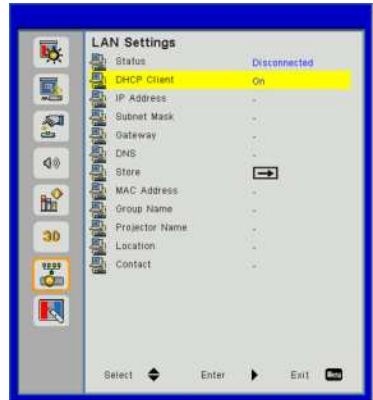 LAN Settings
Status Disconnected
DHCP Client On
IP Address -
Subnet Mask -
Gateway -
DNS -
Store
MAC Address -
Group Name -
Projector Name -
Location -
Contact -
3D
Select Enter Exit Menu